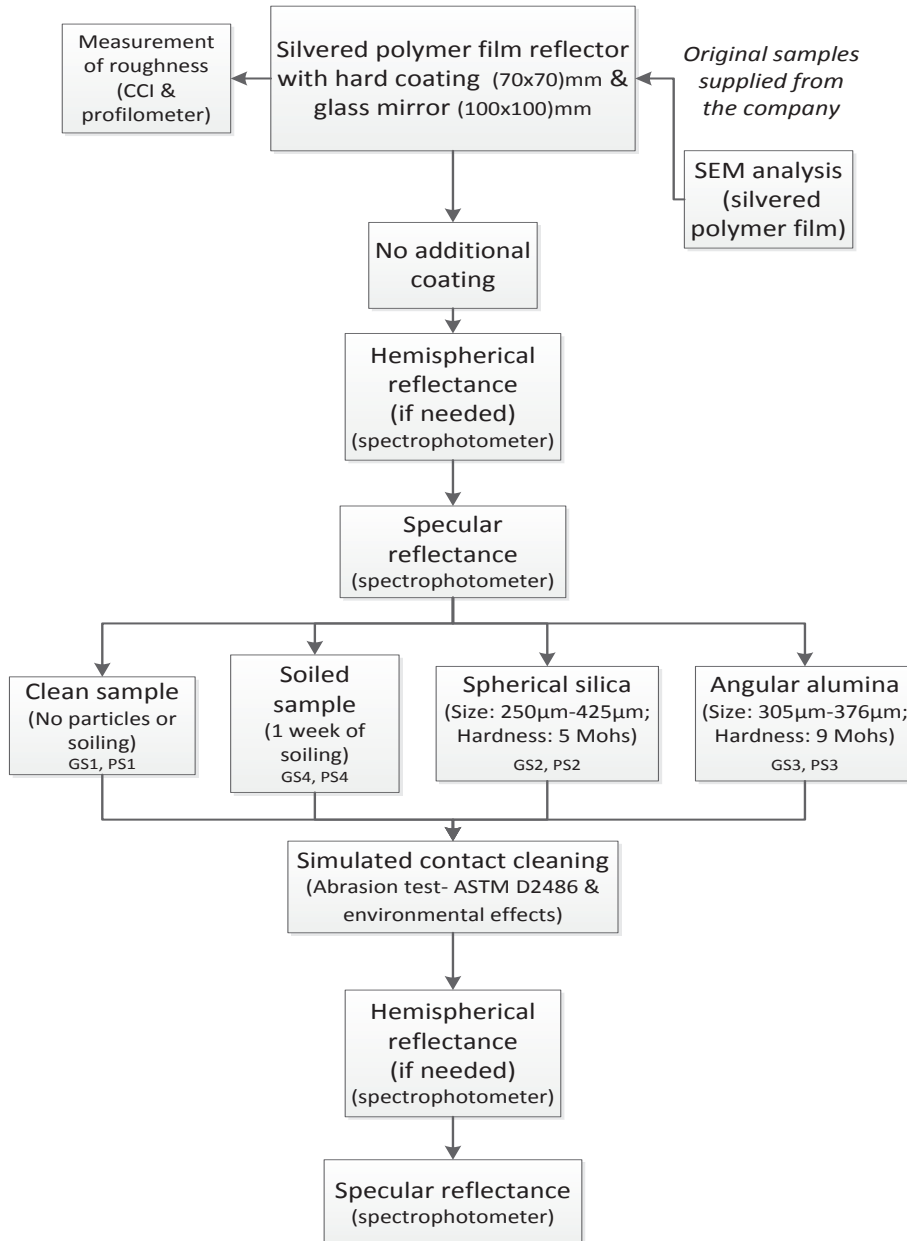 Measurement
of roughness
(CCI &
profilometer)
Silvered polymer film reflector
with hard coating (70x70)mm &
glass mirror (100x100)mm
Original samples
supplied from
the company
SEM analysis
(silvered
polymer film)
No additional
coating
Hemispherical
reflectance
(if needed)
(spectrophotometer)
Specular
reflectance
(spectrophotometer)
Clean sample
(No particles or
soiling)
GS1, PS1
Soiled
sample
(1 week of
soiling)
GS4, PS4
Spherical silica
(Size: 250µm-425µm;
Hardness: 5 Mohs)
GS2, PS2
Angular alumina
(Size: 305µm-376µm;
Hardness: 9 Mohs)
GS3, PS3
Simulated contact cleaning
(Abrasion test- ASTM D2486 &
environmental effects)
Hemispherical
reflectance
(if needed)
(spectrophotometer)
Specular reflectance
(spectrophotometer)